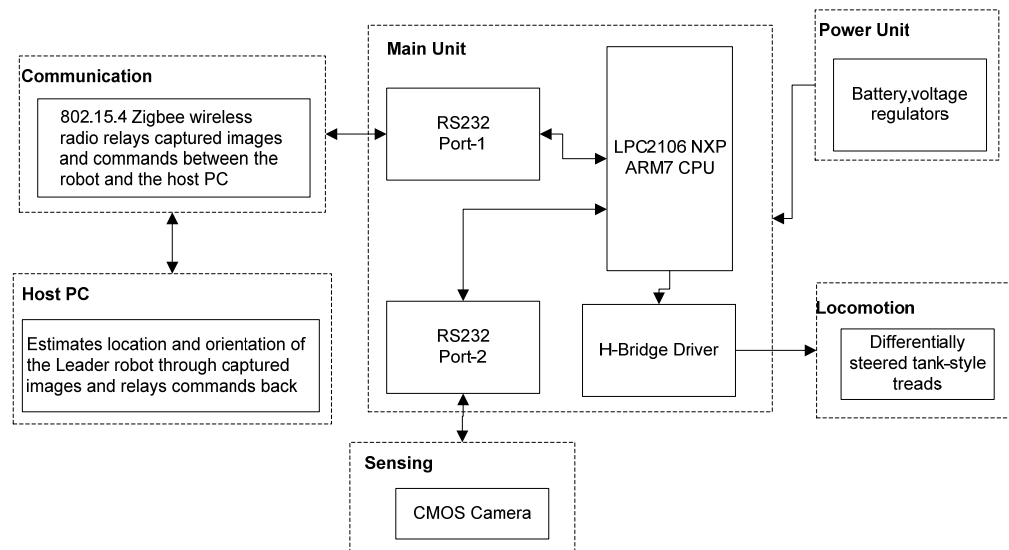 Communication
802.15.4 Zigbee wireless
radio relays captured images
and commands between the
robot and the host PC
Host PC
Estimates location and orientation of
the Leader robot through captured
images and relays commands back
Main Unit
RS232
Port-1
LPC2106 NXP
ARM7 CPU
RS232
Port-2
H-Bridge Driver
Sensing
CMOS Camera
Power Unit
Battery,voltage
regulators
Locomotion
Differentially
steered tank-style
treads